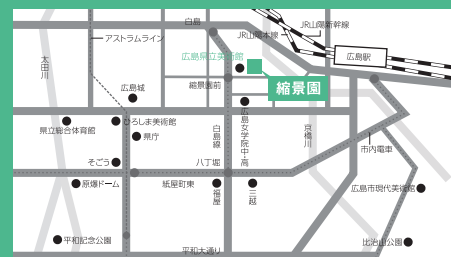 白島
JR山陽新幹線
JR山陽本線
アストラムライン
広島県立美術館
広島駅
太田川
広島城
縮景園前
縮景園
県立総合体育館
ひろしま美術館
広島女学院中・高
県庁
白島線
京橋川
市内電車
そごう
八丁堀
原爆ドーム
紙屋町東
福屋
三越
広島市現代美術館
平和記念公園
平和大通り
比治山公園